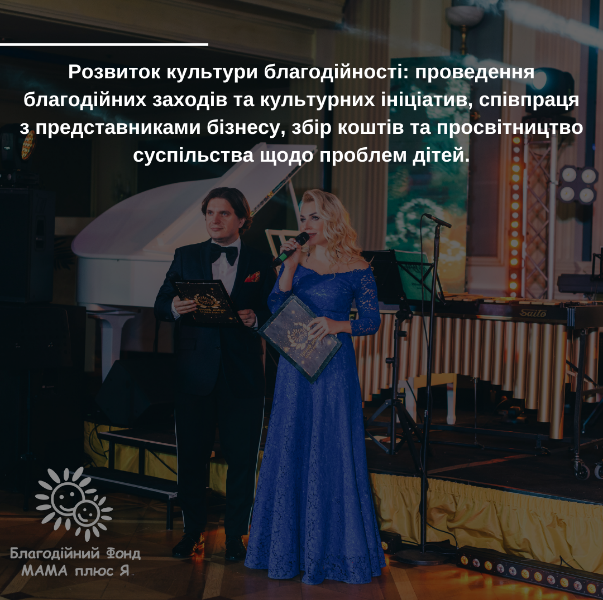 Розвиток культури благодійності: проведення
благодійних заходів та культурних ініціатив, співпраця
з представниками бізнесу, збір коштів та просвітництво
суспільства щодо проблем дітей.
Saito
Благодійний Фонд
МАМА плюс Я